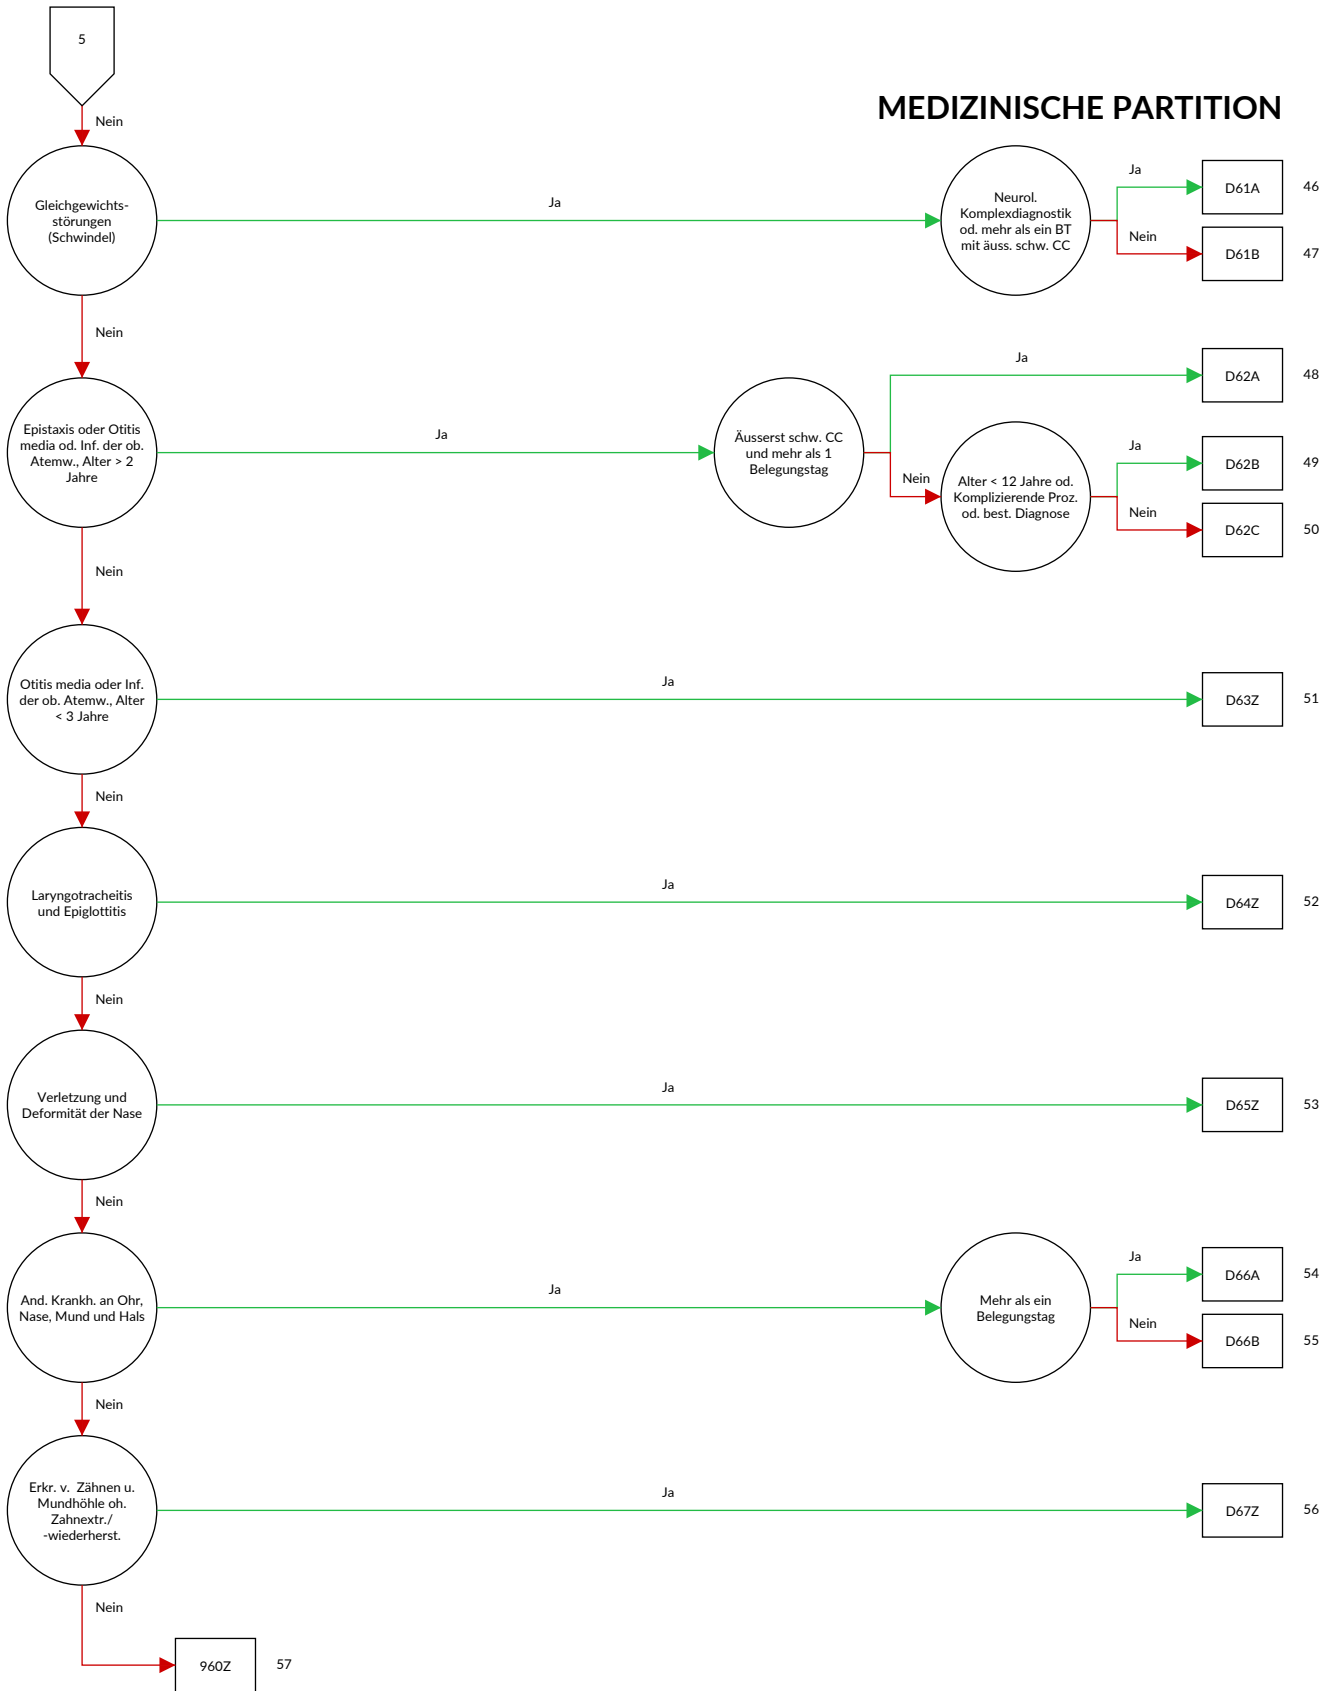 5
Nein
MEDIZINISCHE PARTITION
Gleichgewichts-
störungen
(Schwindel)
Ja
Neurol.
Komplexdiagnostik
od. mehr als ein BT
mit äuss. schw. CC
Ja
D61A
46
Nein
D61B
47
Nein
Epistaxis oder Otitis
media od. Inf. der ob.
Atemw., Alter > 2
Jahre
Ja
Äusserst schw. CC
und mehr als 1
Belegungstag
Ja
D62A
48
Nein
Alter < 12 Jahre od.
Komplizierende Proz.
od. best. Diagnose
Ja
D62B
49
Nein
D62C
50
Nein
Otitis media oder Inf.
der ob. Atemw., Alter
< 3 Jahre
Ja
D63Z
51
Nein
Laryngotracheitis
und Epiglottitis
Ja
D64Z
52
Nein
Verletzung und
Deformität der Nase
Ja
D65Z
53
Nein
And. Krankh. an Ohr,
Nase, Mund und Hals
Ja
Mehr als ein
Belegungstag
Ja
D66A
54
Nein
D66B
55
Nein
Erkr. v. Zähnen u.
Mundhöhle oh.
Zahnextr./
-wiederherst.
Ja
D67Z
56
Nein
960Z
57